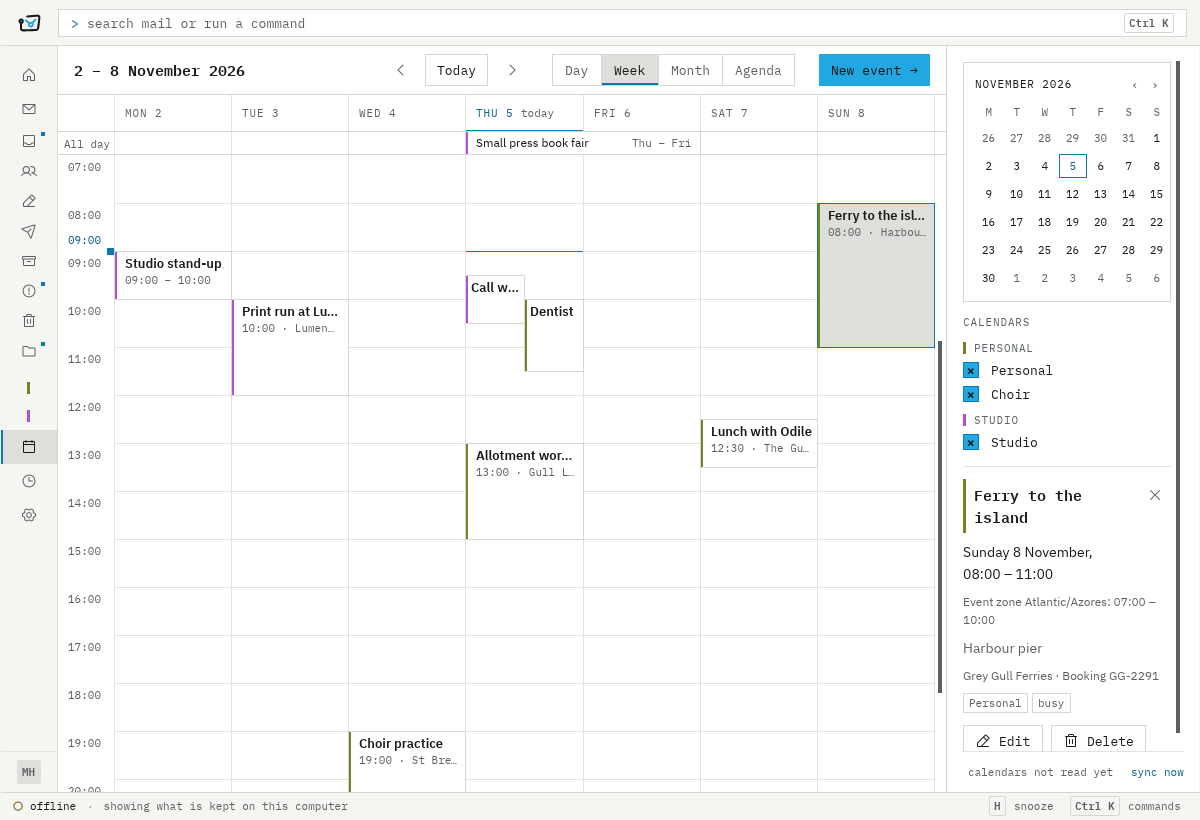 > search mail or run a command Ctrl K
2 – 8 November 2026
Today
Day Week Month Agenda
New event →
MON 2 TUE 3 WED 4 THU 5 today FRI 6 SAT 7 SUN 8
All day
Small press book fair Thu – Fri
07:00
08:00
09:00
09:00
10:00
11:00
12:00
13:00
14:00
15:00
16:00
17:00
18:00
19:00
20:00
Studio stand-up
09:00 – 10:00
Print run at Lu…
10:00 · Lumen…
Choir practice
19:00 · St Bre…
Call w…
Dentist
Allotment wor…
13:00 · Gull L…
Lunch with Odile
12:30 · The Gu…
Ferry to the isl…
08:00 · Harbou…
NOVEMBER 2026 ‹ ›
M T W T F S S
26 27 28 29 30 31 1
2 3 4 5 6 7 8
9 10 11 12 13 14 15
16 17 18 19 20 21 22
23 24 25 26 27 28 29
30 1 2 3 4 5 6
CALENDARS
PERSONAL
Personal
Choir
STUDIO
Studio
Ferry to the
island
Sunday 8 November,
08:00 – 11:00
Event zone Atlantic/Azores: 07:00 –
10:00
Harbour pier
Grey Gull Ferries · Booking GG-2291
Personal busy
Edit Delete
calendars not read yet sync now
MH
offline · showing what is kept on this computer
H snooze Ctrl K commands